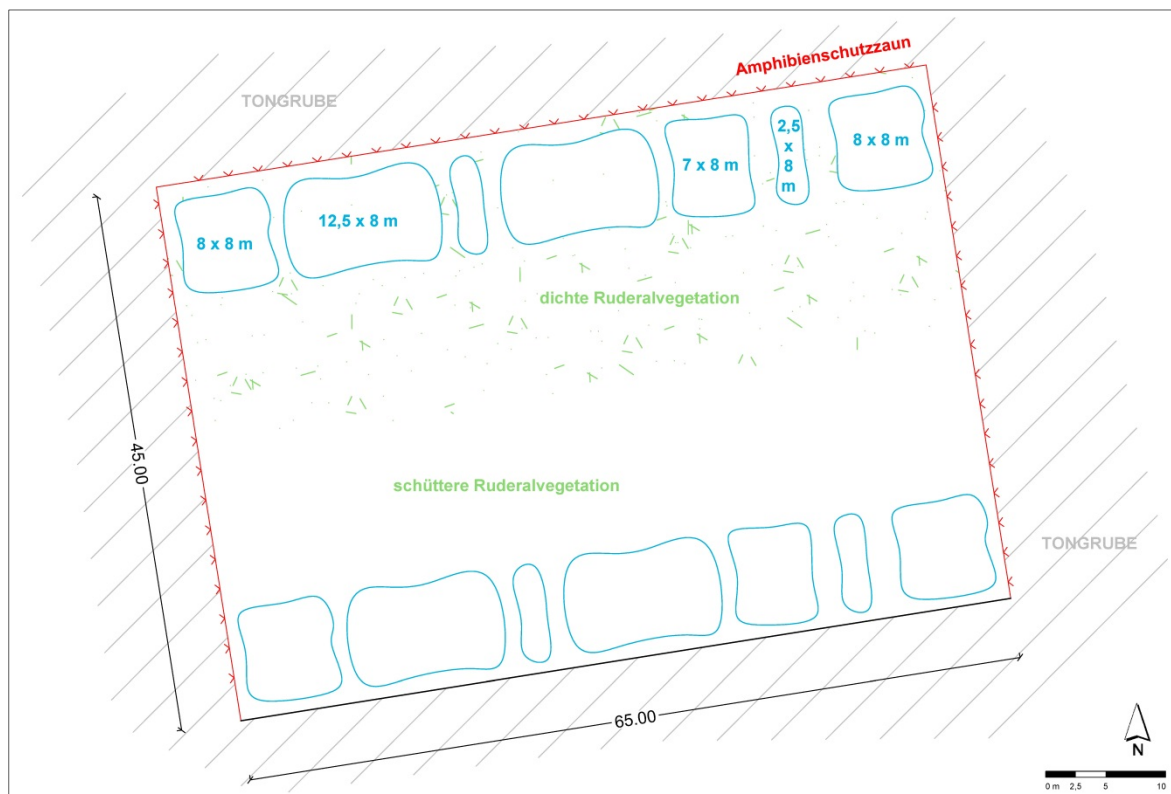 Amphibienschutzzaun
TONGRUBE
2,5
x
8
m
8 x 8 m
7 x 8 m
12,5 x 8 m
8 x 8 m
dichte Ruderalvegetation
45.00
schüttere Ruderalvegetation
TONGRUBE
65.00
N
0 m 2,5 5 10